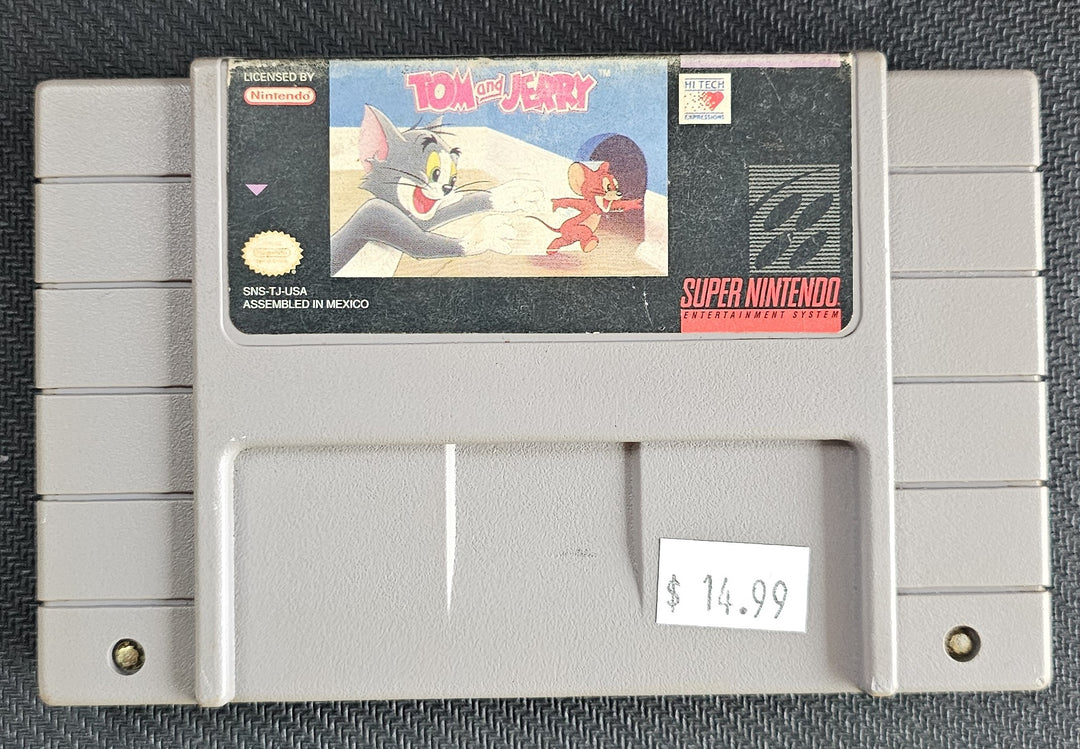 LICENSED BY
Nintendo
TOM and JERRY™
HI TECH
EXPRESSIONS
SNS-TJ-USA
ASSEMBLED IN MEXICO
SUPER NINTENDO
ENTERTAINMENT SYSTEM
$ 14.99